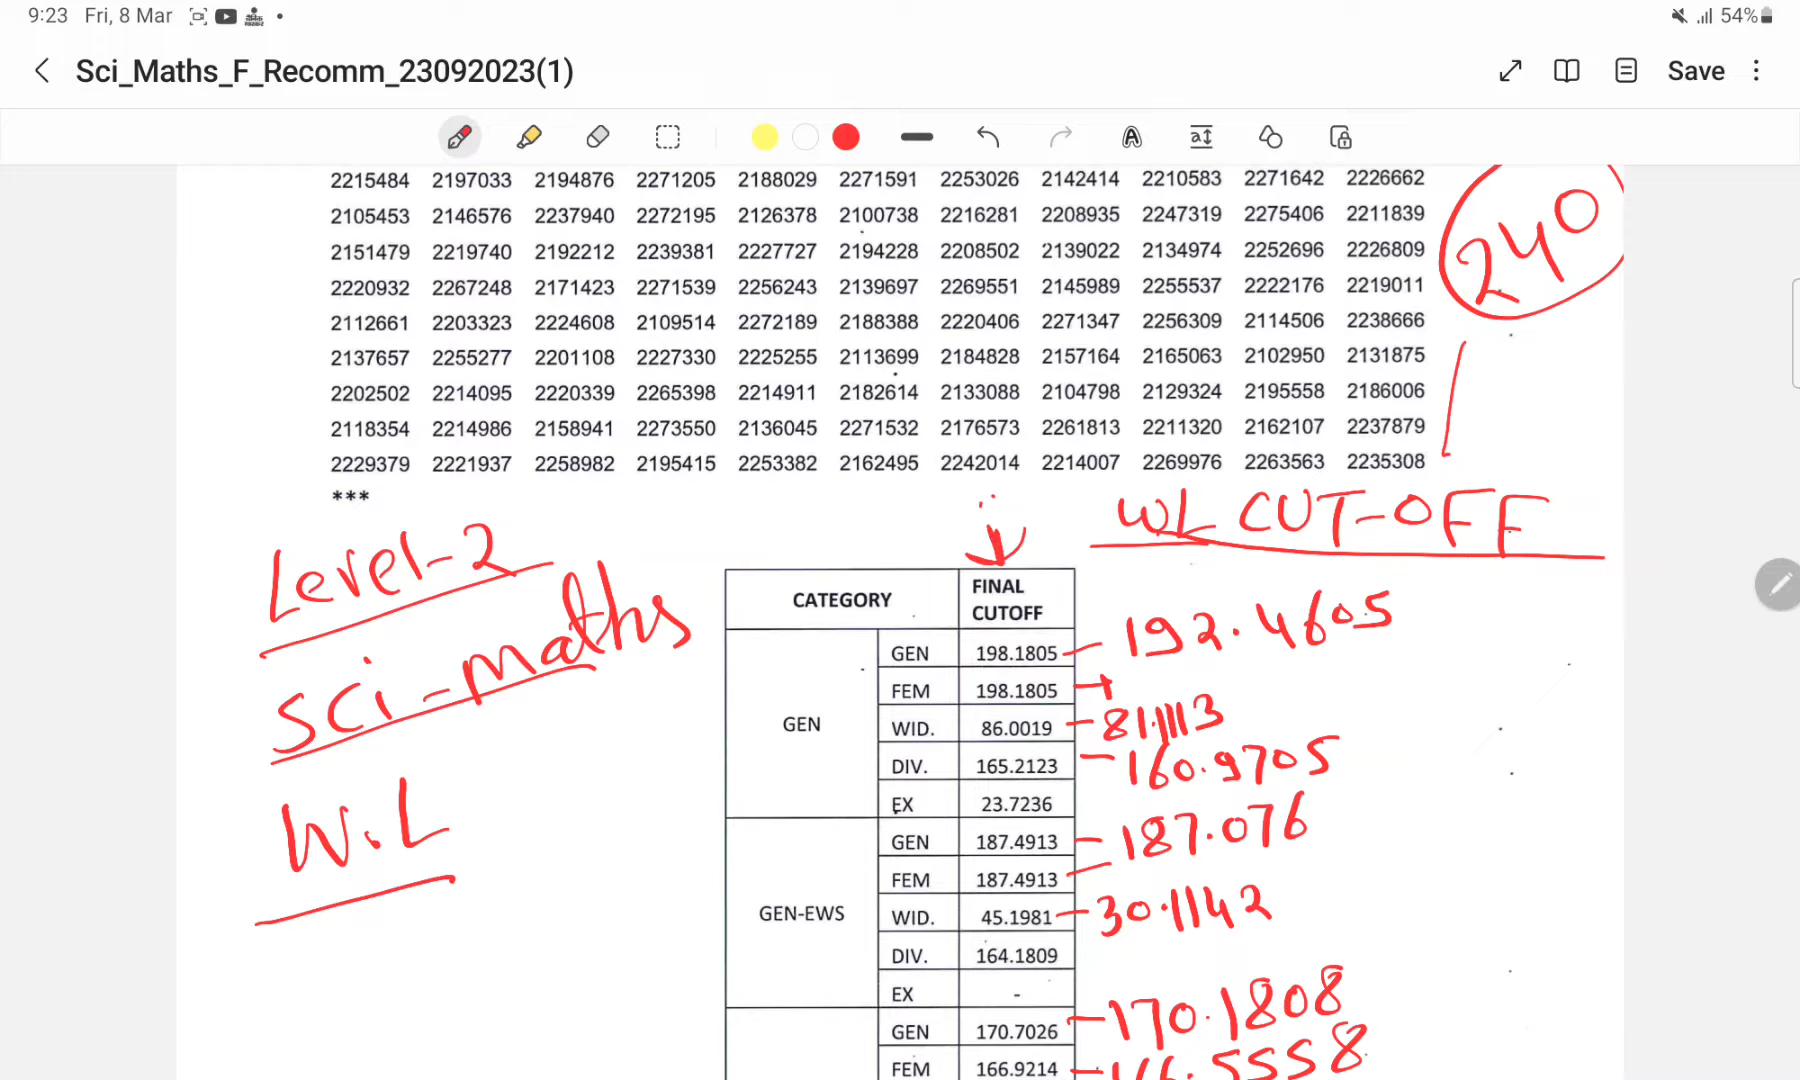 9:23 Fri, 8 Mar 54%
Sci_Maths_F_Recomm_23092023(1) Save
2215484 2197033 2194876 2271205 2188029 2271591 2253026 2142414 2210583 2271642 2226662
2105453 2146576 2237940 2272195 2126378 2100738 2216281 2208935 2247319 2275406 2211839
2151479 2219740 2192212 2239381 2227727 2194228 2208502 2139022 2134974 2252696 2226809
2220932 2267248 2171423 2271539 2256243 2139697 2269551 2145989 2255537 2222176 2219011
2112661 2203323 2224608 2109514 2272189 2188388 2220406 2271347 2256309 2114506 2238666
2137657 2255277 2201108 2227330 2225255 2113699 2184828 2157164 2165063 2102950 2131875
2202502 2214095 2220339 2265398 2214911 2182614 2133088 2104798 2129324 2195558 2186006
2118354 2214986 2158941 2273550 2136045 2271532 2176573 2261813 2211320 2162107 2237879
2229379 2221937 2258982 2195415 2253382 2162495 2242014 2214007 2269976 2263563 2235308
240
***
WL CUT-OFF
Level-2
Sci-maths
W.L
CATEGORY FINAL CUTOFF
GEN
GEN 198.1805 192.4605
FEM 198.1805
WID. 86.0019 81.1113
DIV. 165.2123 160.9705
EX 23.7236
GEN-EWS
GEN 187.4913 187.076
FEM 187.4913
WID. 45.1981 30.1142
DIV. 164.1809
EX -
GEN 170.7026 170.1808
FEM 166.9214 166.5558